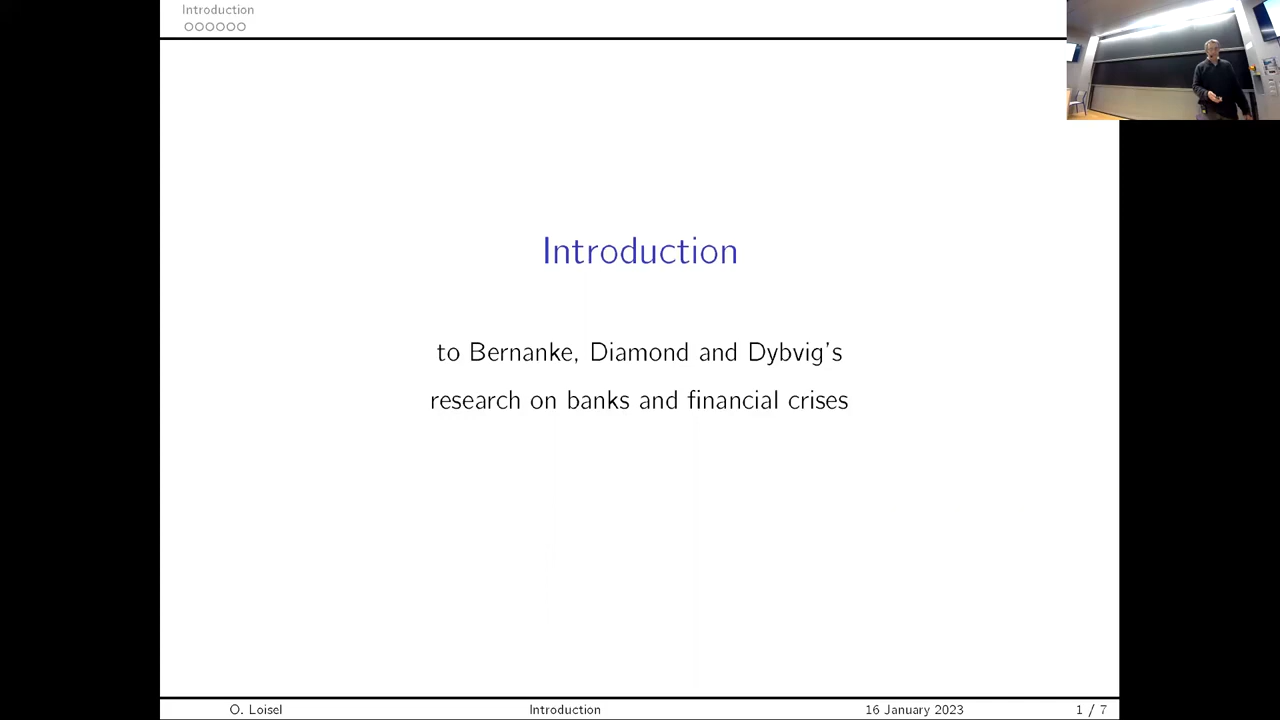 Introduction
Introduction
to Bernanke, Diamond and Dybvig's
research on banks and financial crises
O. Loisel
Introduction
16 January 2023
1 / 7